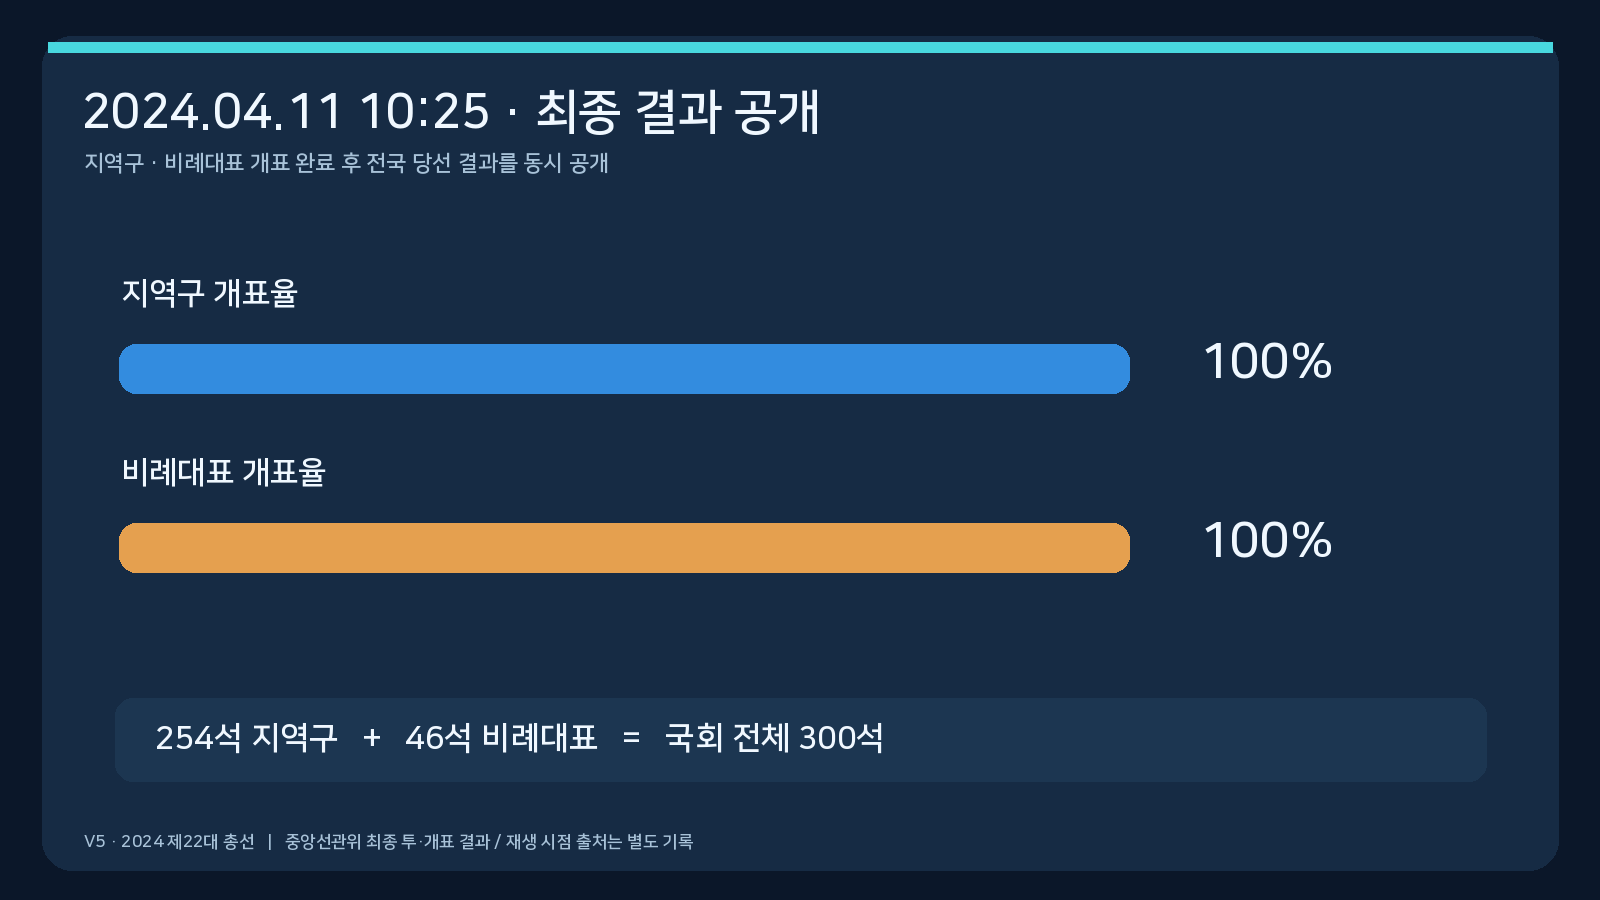 2024.04.11 10:25 · 최종 결과 공개
지역구 · 비례대표 개표 완료 후 전국 당선 결과를 동시 공개
지역구 개표율
100%
비례대표 개표율
100%
254석 지역구 + 46석 비례대표 = 국회 전체 300석
V5 · 2024 제22대 총선 | 중앙선관위 최종 투·개표 결과 / 재생 시점 출처는 별도 기록